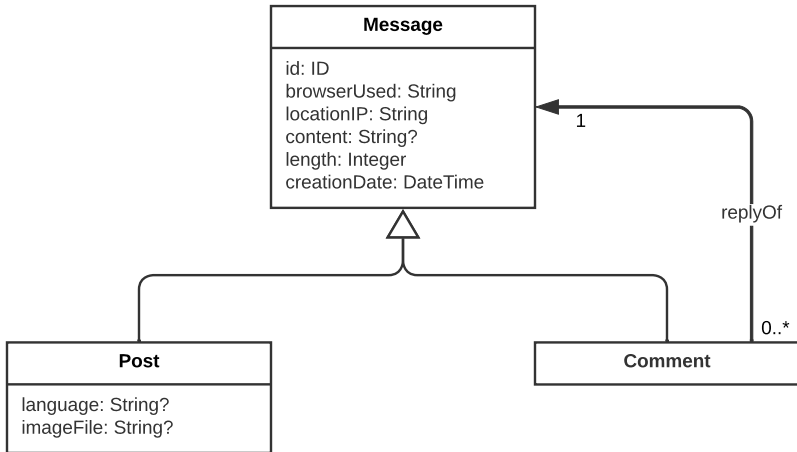 Message
id: ID
browserUsed: String
locationIP: String
content: String?
length: Integer
creationDate: DateTime
1
replyOf
0..*
Post
language: String?
imageFile: String?
Comment